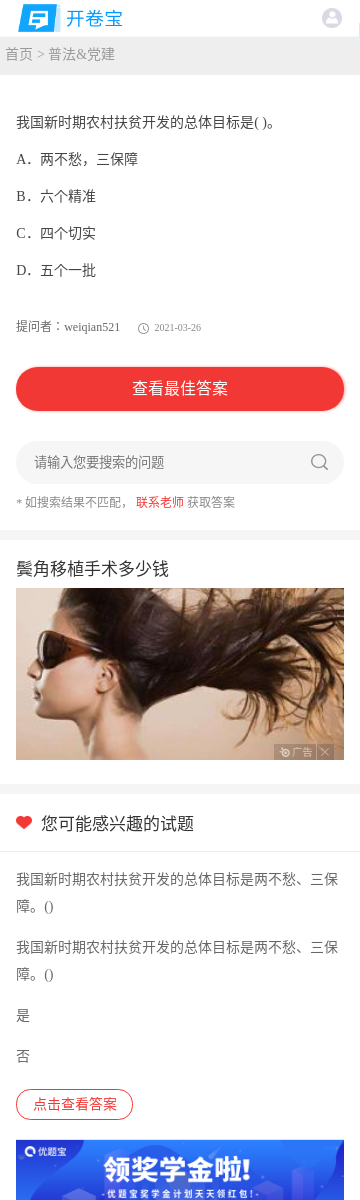 开卷宝
首页 > 普法&党建
我国新时期农村扶贫开发的总体目标是( )。
A．两不愁，三保障
B．六个精准
C．四个切实
D．五个一批
提问者：weiqian521 2021-03-26
查看最佳答案
请输入您要搜索的问题
* 如搜索结果不匹配， 联系老师 获取答案
鬓角移植手术多少钱
广告
您可能感兴趣的试题
我国新时期农村扶贫开发的总体目标是两不愁、三保
障。()
我国新时期农村扶贫开发的总体目标是两不愁、三保
障。()
是
否
点击查看答案
优题宝
领奖学金啦!
-优题宝奖学金计划天天领红包!-